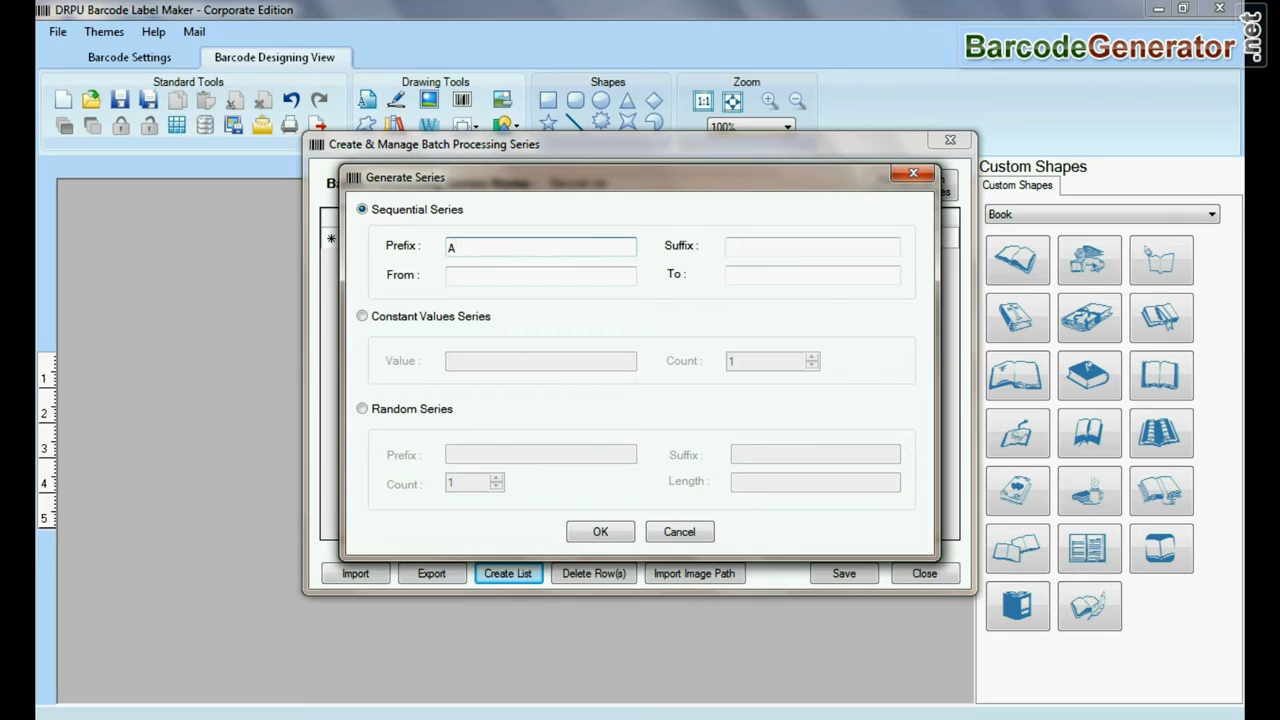 DRPU Barcode Label Maker - Corporate Edition
File Themes Help Mail
BarcodeGenerator.net
Barcode Settings Barcode Designing View
Standard Tools Drawing Tools Shapes Zoom
1:1
100%
Create & Manage Batch Processing Series
Custom Shapes
Custom Shapes
Book
Generate Series
Sequential Series
Prefix : A Suffix :
From : To :
Constant Values Series
Value : Count : 1
Random Series
Prefix : Suffix :
Count : 1 Length :
OK Cancel
Import Export Create List Delete Row(s) Import Image Path Save Close
1
2
3
4
5